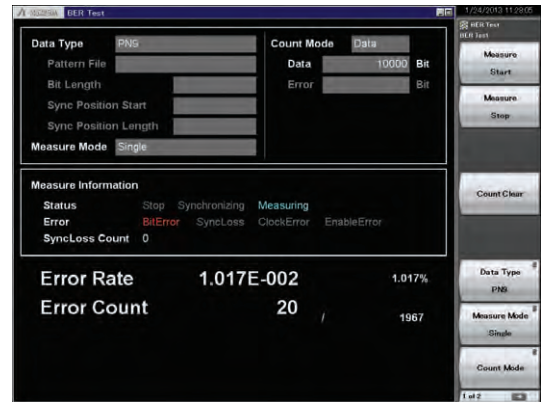 BER Test
1/24/2013 11:29:05
BER Test
BER Test
Data Type PN9
Count Mode Data
Pattern File
Data 10000 Bit
Bit Length
Error Bit
Sync Position Start
Sync Position Length
Measure Mode Single
Measure Information
Status Stop Synchronizing Measuring
Error BitError SyncLoss ClockError EnableError
SyncLoss Count 0
Error Rate 1.017E-002 1.017%
Error Count 20 / 1967
Measure
Start
Measure
Stop
Count Clear
Data Type
PN9
Measure Mode
Single
Count Mode
1 of 2